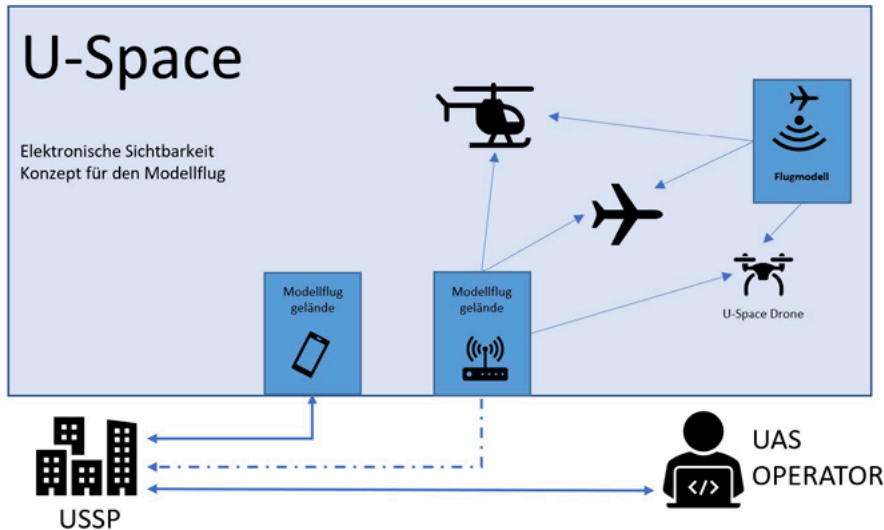 U-Space
Elektronische Sichtbarkeit
Konzept für den Modellflug
Flugmodell
U-Space Drone
Modellflug
gelände
Modellflug
gelände
</>
USSP
UAS
OPERATOR